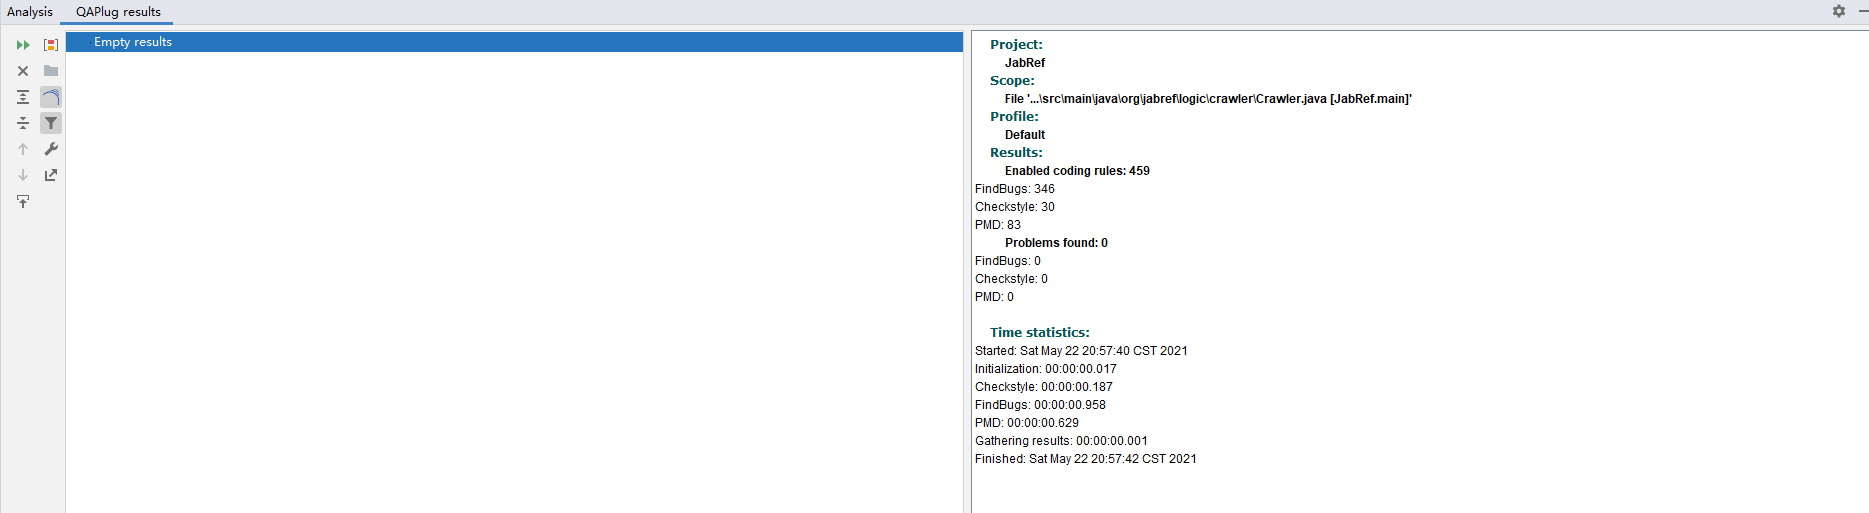 Analysis QAPlug results
Empty results
Project:
JabRef
Scope:
File '...\src\main\java\org\jabref\logic\crawler\Crawler.java [JabRef.main]'
Profile:
Default
Results:
Enabled coding rules: 459
FindBugs: 346
Checkstyle: 30
PMD: 83
Problems found: 0
FindBugs: 0
Checkstyle: 0
PMD: 0
Time statistics:
Started: Sat May 22 20:57:40 CST 2021
Initialization: 00:00:00.017
Checkstyle: 00:00:00.187
FindBugs: 00:00:00.958
PMD: 00:00:00.629
Gathering results: 00:00:00.001
Finished: Sat May 22 20:57:42 CST 2021